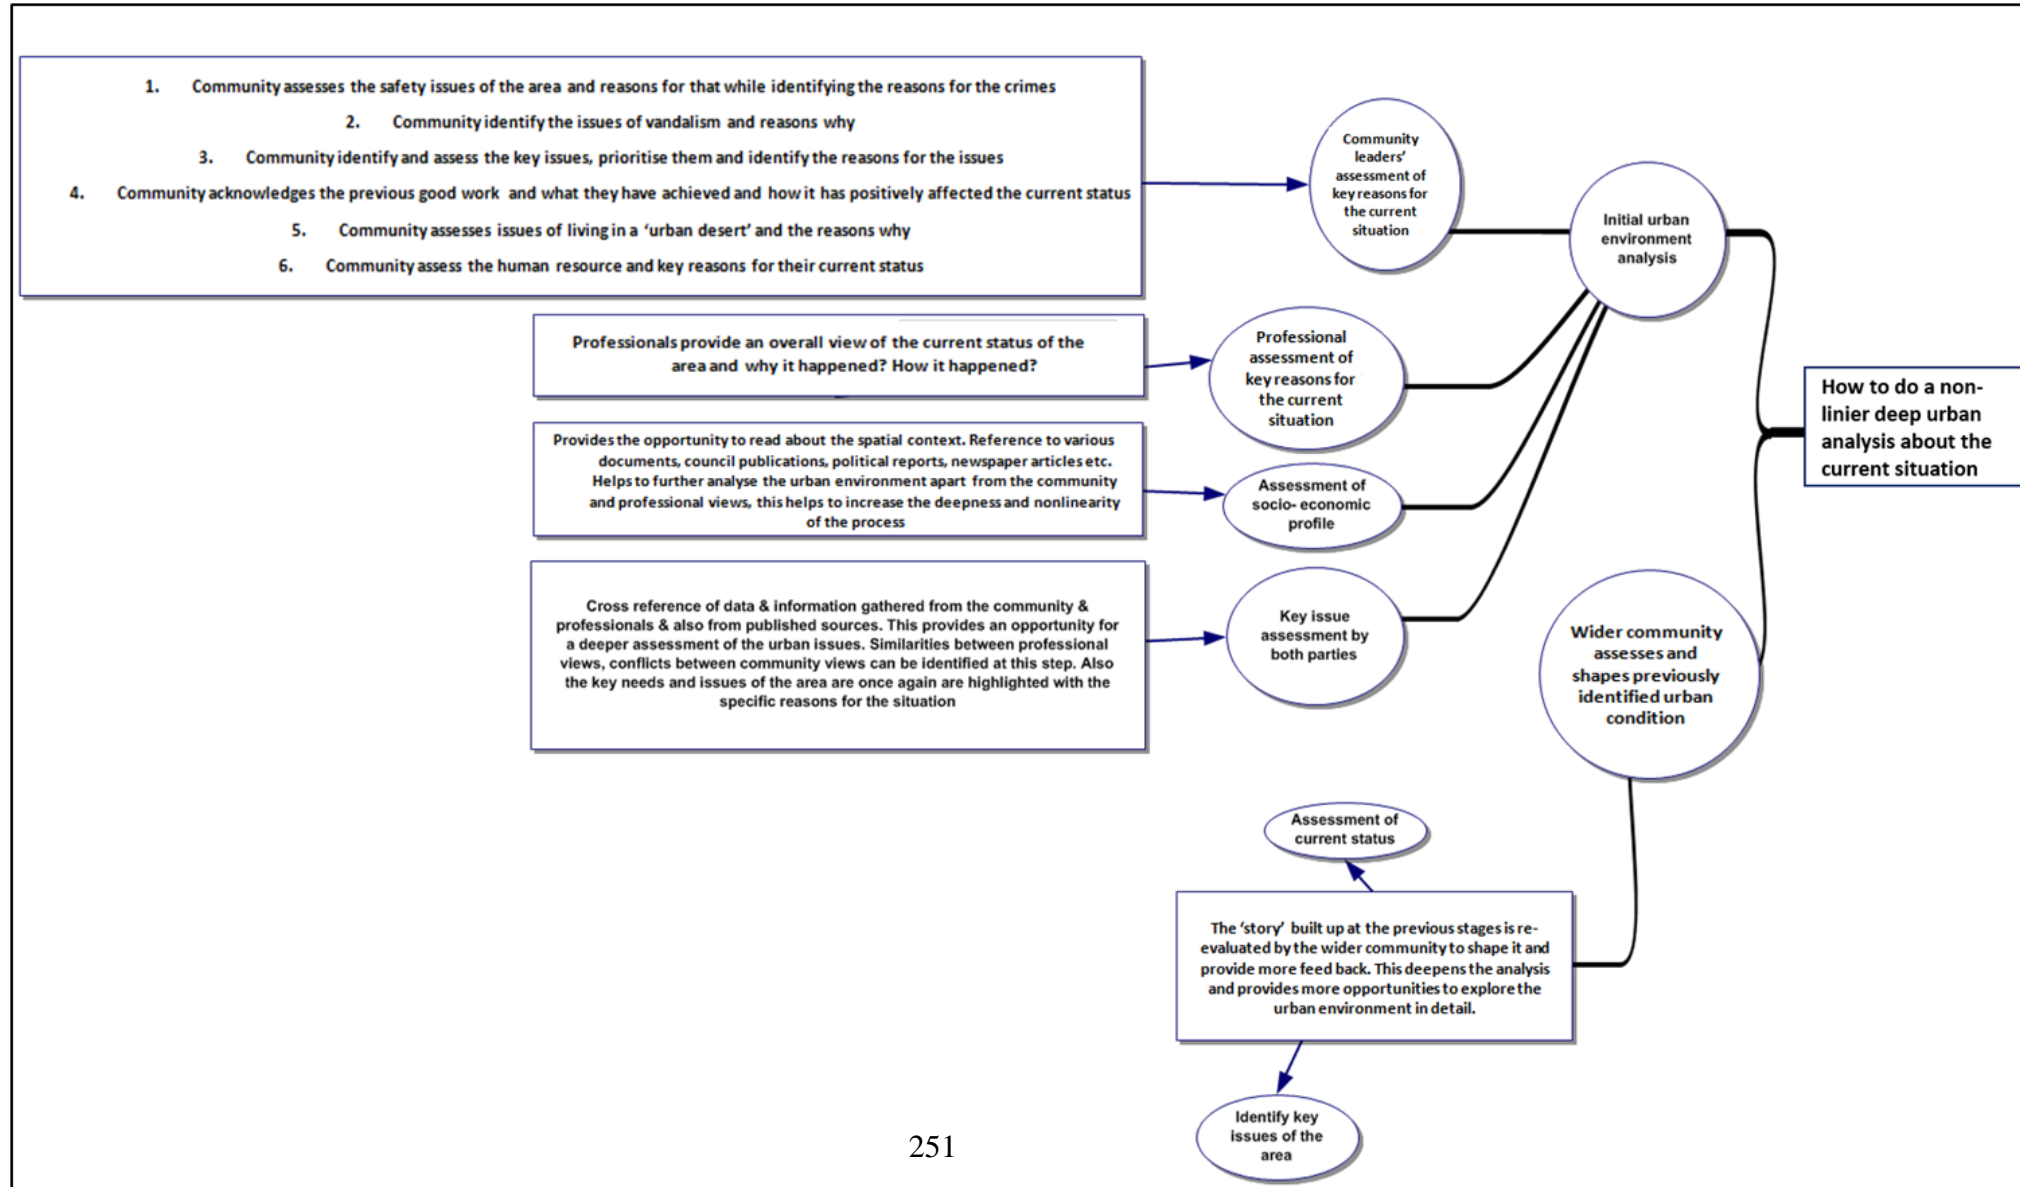 1. Community assesses the safety issues of the area and reasons for that while identifying the reasons for the crimes
2. Community identify the issues of vandalism and reasons why
3. Community identify and assess the key issues, prioritise them and identify the reasons for the issues
4. Community acknowledges the previous good work and what they have achieved and how it has positively affected the current status
5. Community assesses issues of living in a ‘urban desert’ and the reasons why
6. Community assess the human resource and key reasons for their current status
Community
leaders’
assessment of
key reasons for
the current
situation
Initial urban
environment
analysis
Professionals provide an overall view of the current status of the
area and why it happened? How it happened?
Professional
assessment of
key reasons for
the current
situation
How to do a non-
linier deep urban
analysis about the
current situation
Provides the opportunity to read about the spatial context. Reference to various
documents, council publications, political reports, newspaper articles etc.
Helps to further analyse the urban environment apart from the community
and professional views, this helps to increase the deepness and nonlinearity
of the process
Assessment of
socio- economic
profile
Cross reference of data & information gathered from the community &
professionals & also from published sources. This provides an opportunity for
a deeper assessment of the urban issues. Similarities between professional
views, conflicts between community views can be identified at this step. Also
the key needs and issues of the area are once again are highlighted with the
specific reasons for the situation
Key issue
assessment by
both parties
Wider community
assesses and
shapes previously
identified urban
condition
Assessment of
current status
The ‘story’ built up at the previous stages is re-
evaluated by the wider community to shape it and
provide more feed back. This deepens the analysis
and provides more opportunities to explore the
urban environment in detail.
Identify key
issues of the
area
251